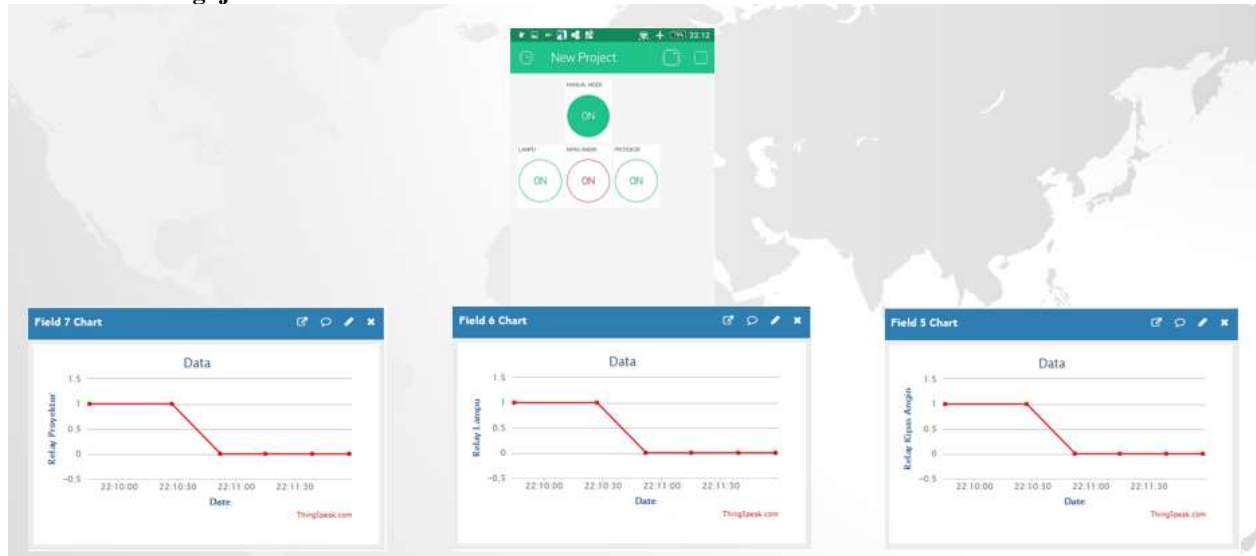 22:12
New Project
MANUAL MODE
ON
LAMPU
KIPAS ANGIN
PROYEKTOR
ON
ON
ON
Field 7 Chart
Data
Relay Proyektor
1.5
1
0.5
0
-0.5
22:10:00
22:10:30
22:11:00
22:11:30
Date
ThingSpeak.com
Field 6 Chart
Data
Relay Lampu
1.5
1
0.5
0
-0.5
22:10:00
22:10:30
22:11:00
22:11:30
Date
ThingSpeak.com
Field 5 Chart
Data
Relay Kipas Angin
1.5
1
0.5
0
-0.5
22:10:00
22:10:30
22:11:00
22:11:30
Date
ThingSpeak.com